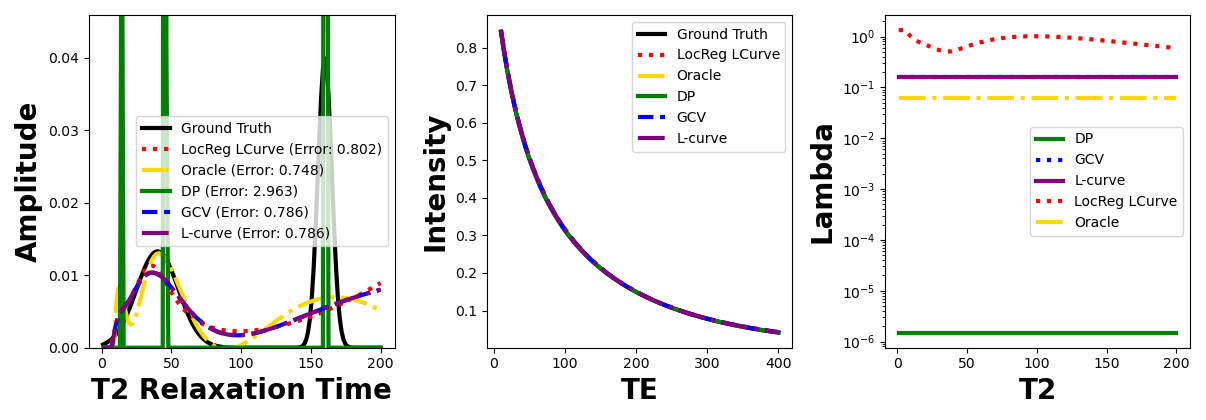 Amplitude
0.04
0.03
0.02
0.01
0.00
Ground Truth
LocReg LCurve (Error: 0.802)
Oracle (Error: 0.748)
DP (Error: 2.963)
GCV (Error: 0.786)
L-curve (Error: 0.786)
0 50 100 150 200
T2 Relaxation Time
Intensity
0.8
0.7
0.6
0.5
0.4
0.3
0.2
0.1
Ground Truth
LocReg LCurve
Oracle
DP
GCV
L-curve
0 100 200 300 400
TE
Lambda
10⁰
10⁻¹
10⁻²
10⁻³
10⁻⁴
10⁻⁵
10⁻⁶
DP
GCV
L-curve
LocReg LCurve
Oracle
0 50 100 150 200
T2